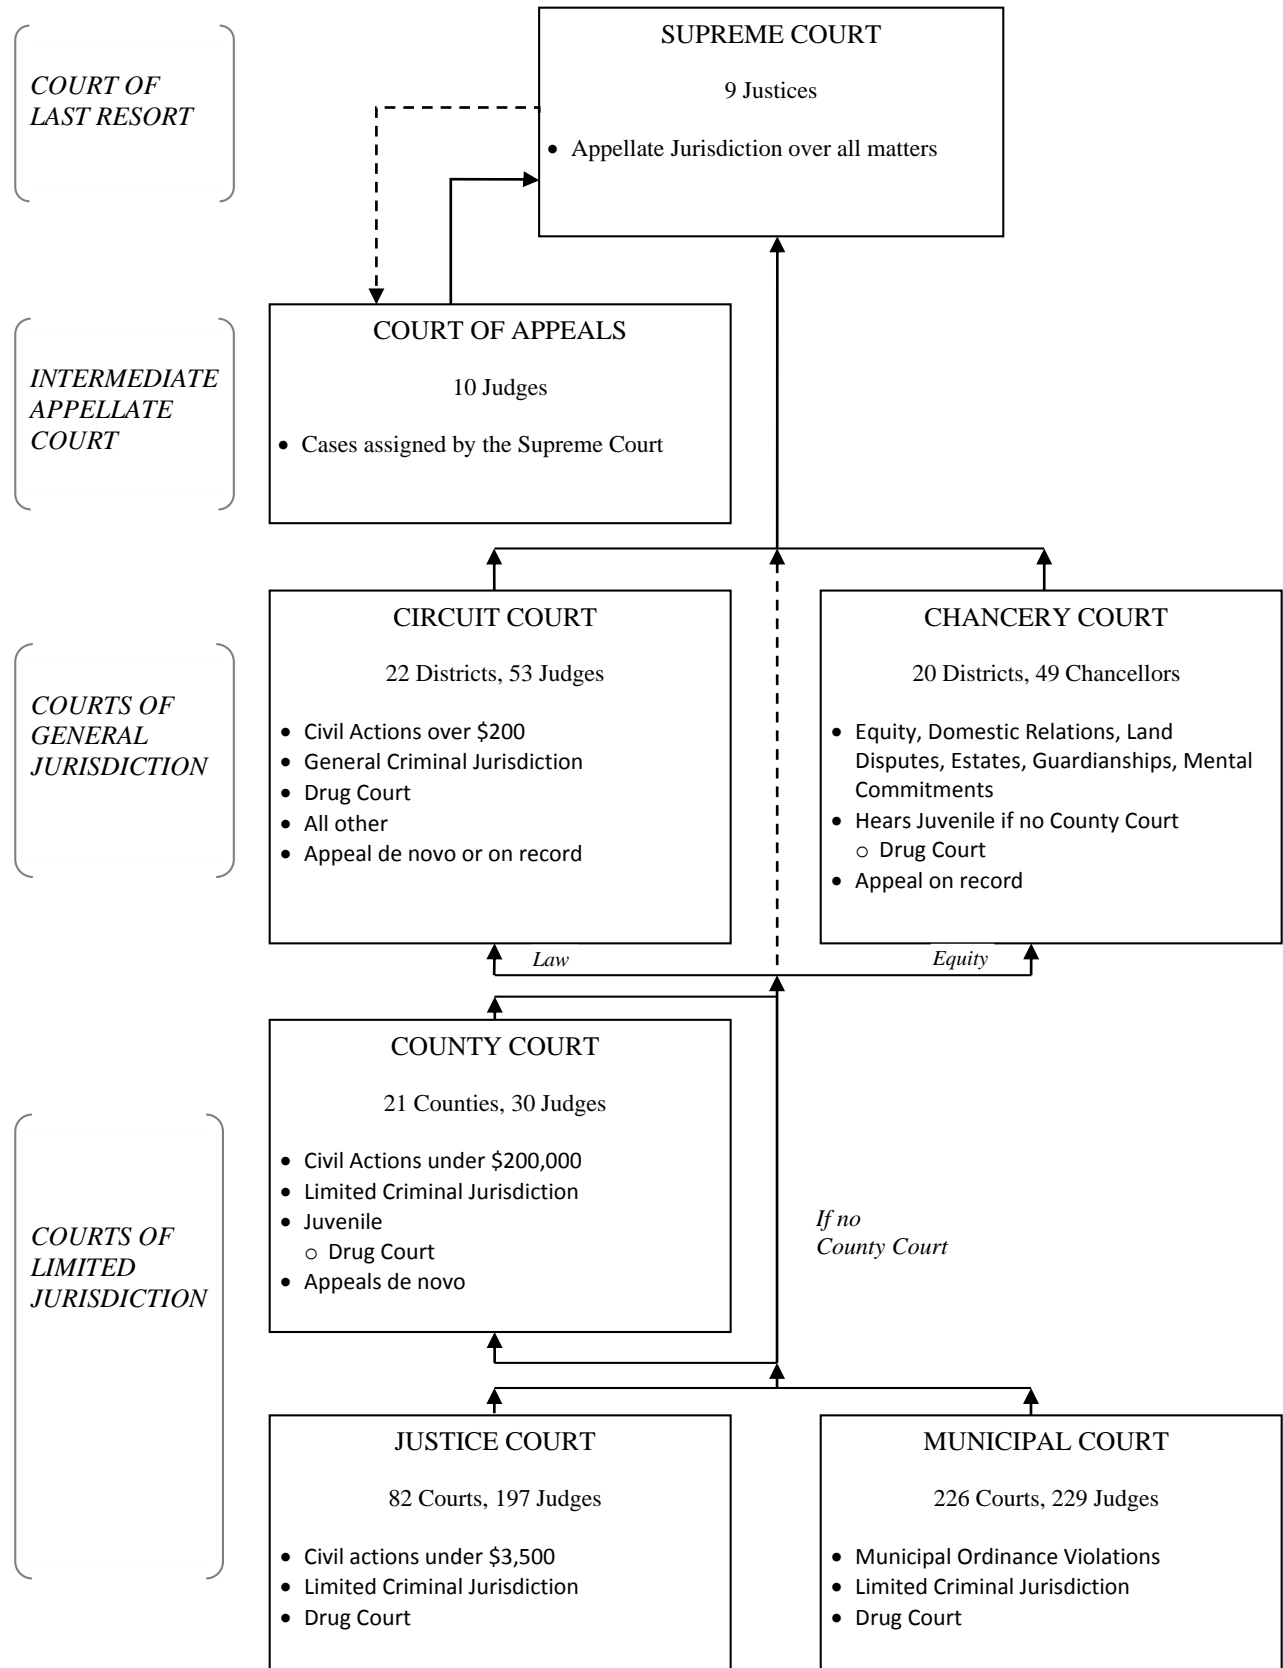 SUPREME COURT
9 Justices
• Appellate Jurisdiction over all matters
COURT OF
LAST RESORT
COURT OF APPEALS
10 Judges
• Cases assigned by the Supreme Court
INTERMEDIATE
APPELLATE
COURT
CIRCUIT COURT
22 Districts, 53 Judges
• Civil Actions over $200
• General Criminal Jurisdiction
• Drug Court
• All other
• Appeal de novo or on record
CHANCERY COURT
20 Districts, 49 Chancellors
• Equity, Domestic Relations, Land
Disputes, Estates, Guardianships, Mental
Commitments
• Hears Juvenile if no County Court
o Drug Court
• Appeal on record
COURTS OF
GENERAL
JURISDICTION
Law
Equity
COUNTY COURT
21 Counties, 30 Judges
• Civil Actions under $200,000
• Limited Criminal Jurisdiction
• Juvenile
o Drug Court
• Appeals de novo
If no
County Court
COURTS OF
LIMITED
JURISDICTION
JUSTICE COURT
82 Courts, 197 Judges
• Civil actions under $3,500
• Limited Criminal Jurisdiction
• Drug Court
MUNICIPAL COURT
226 Courts, 229 Judges
• Municipal Ordinance Violations
• Limited Criminal Jurisdiction
• Drug Court